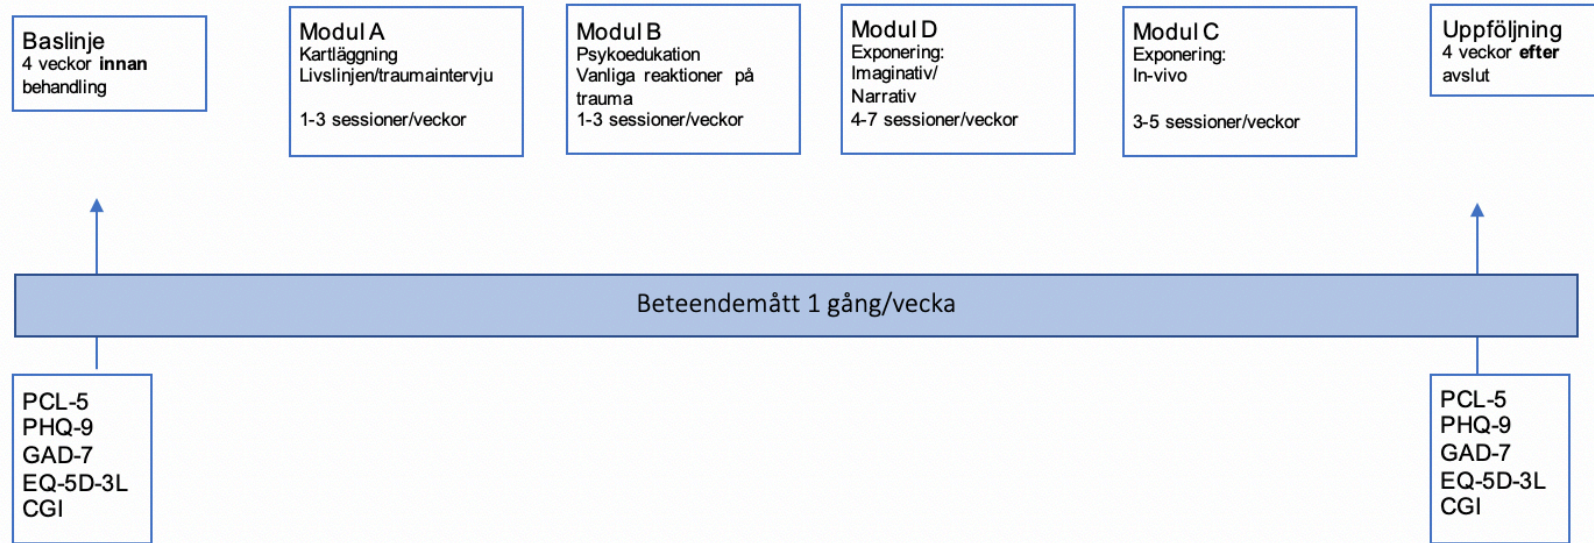 Baslinje
4 veckor innan
behandling
Modul A
Kartläggning
Livslinjen/traumaintervju
1-3 sessioner/veckor
Modul B
Psykoedukation
Vanliga reaktioner på
trauma
1-3 sessioner/veckor
Modul D
Exponering:
Imaginativ/
Narrativ
4-7 sessioner/veckor
Modul C
Exponering:
In-vivo
3-5 sessioner/veckor
Uppföljning
4 veckor efter
avslut
Beteendemått 1 gång/vecka
PCL-5
PHQ-9
GAD-7
EQ-5D-3L
CGI
PCL-5
PHQ-9
GAD-7
EQ-5D-3L
CGI